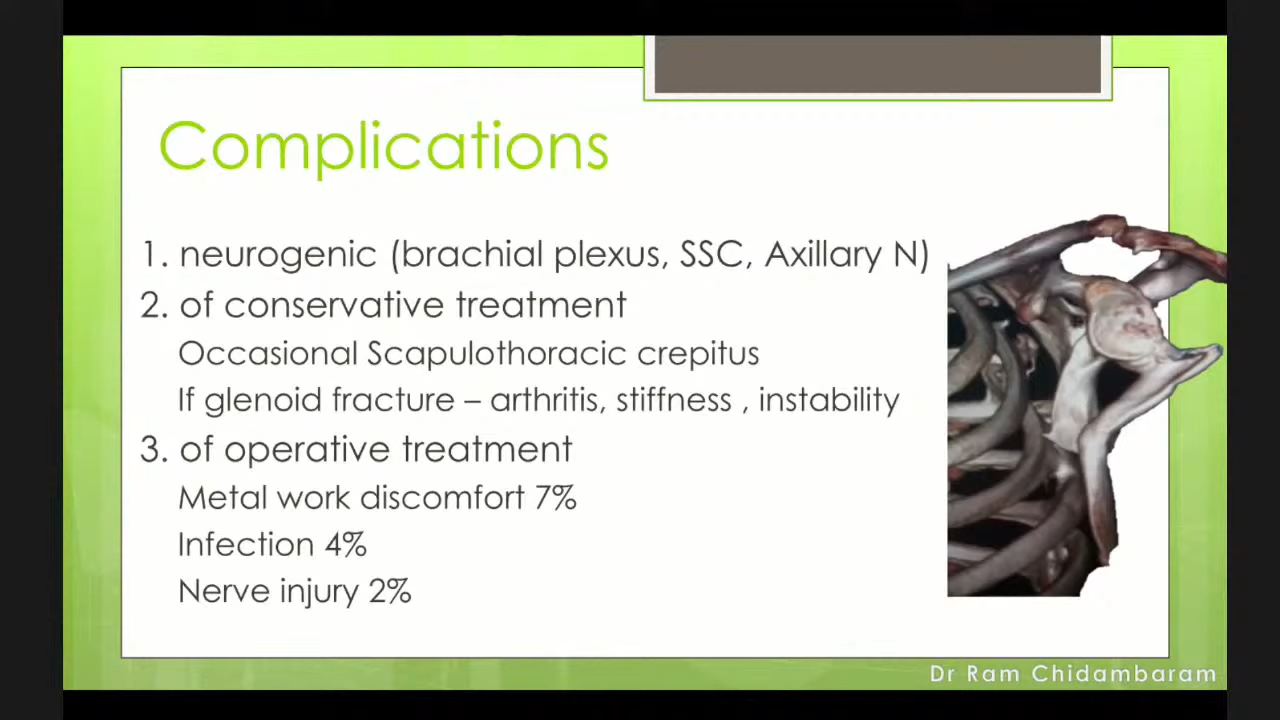 Complications
1. neurogenic (brachial plexus, SSC, Axillary N)
2. of conservative treatment
Occasional Scapulothoracic crepitus
If glenoid fracture – arthritis, stiffness , instability
3. of operative treatment
Metal work discomfort 7%
Infection 4%
Nerve injury 2%
Dr Ram Chidambaram